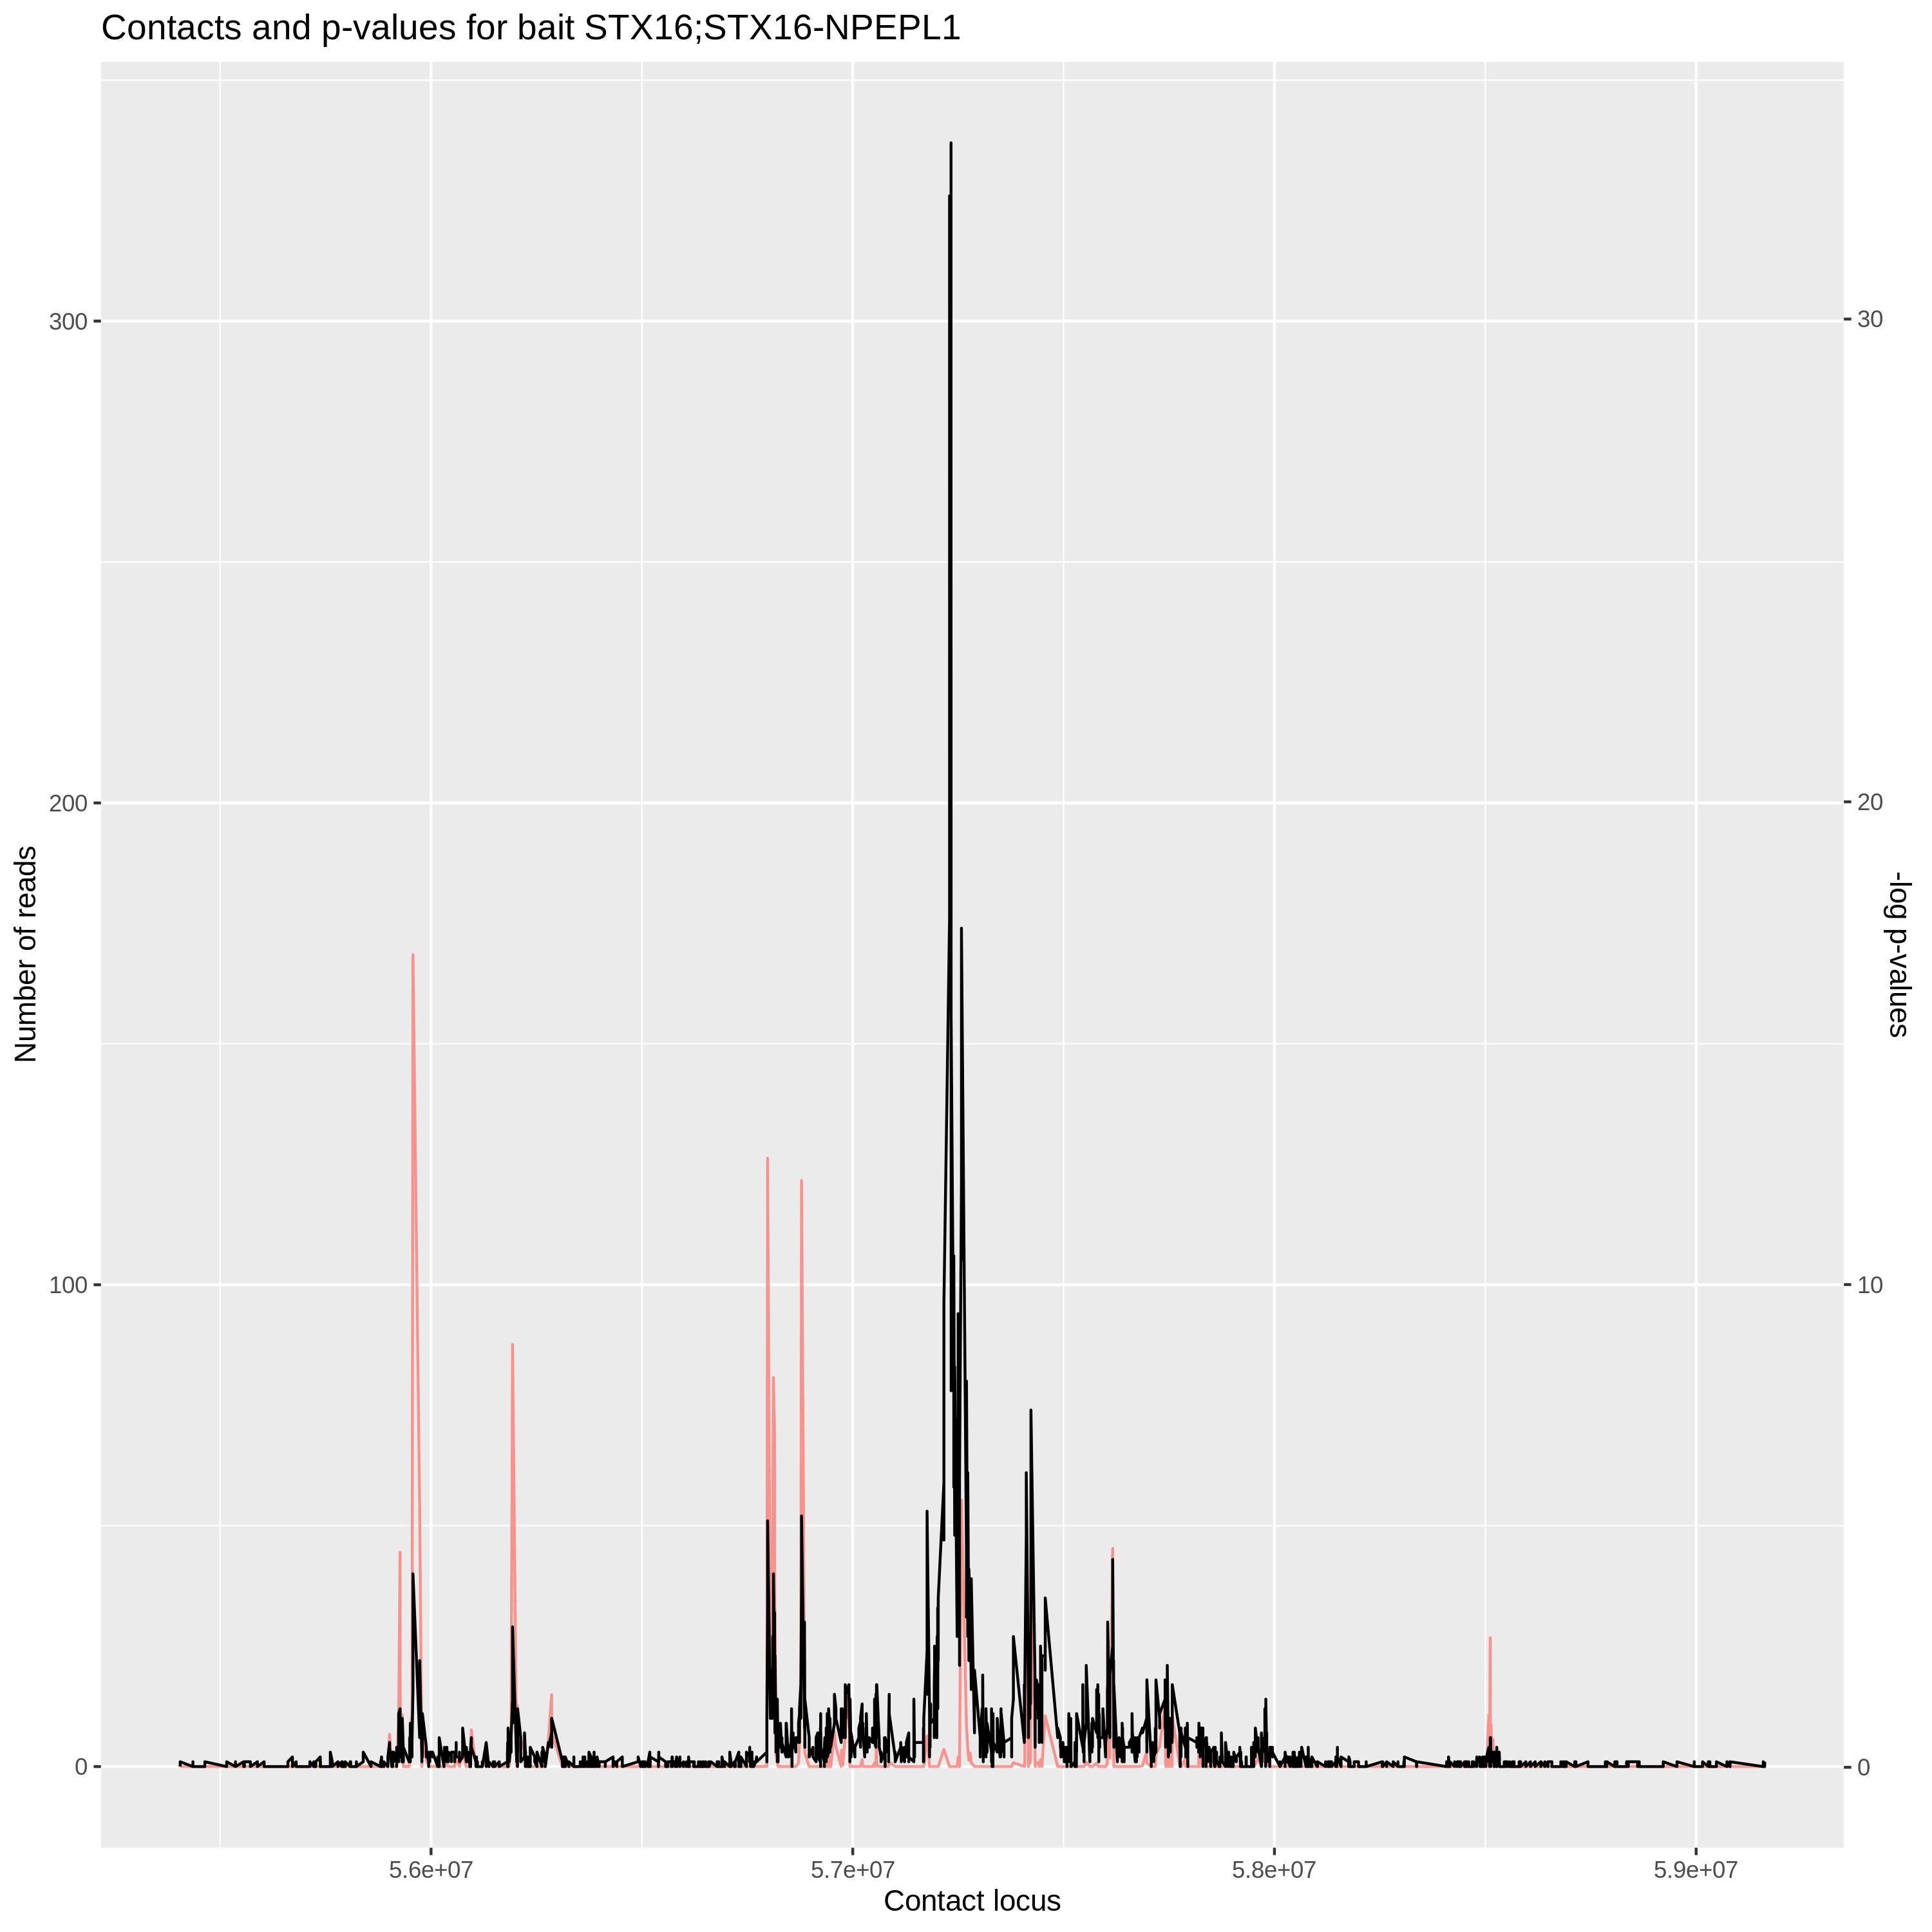 Contacts and p-values for bait STX16;STX16-NPEPL1
300
200
100
0
Number of reads
30
20
10
0
-log p-values
5.6e+07
5.7e+07
5.8e+07
5.9e+07
Contact locus